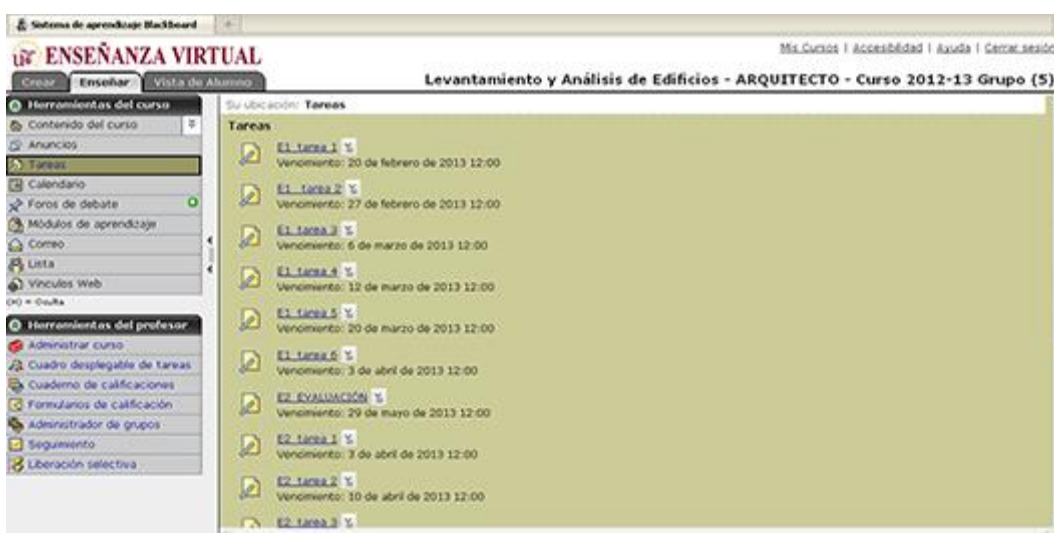 Sistema de aprendizaje Blackboard
ENSEÑANZA VIRTUAL
Mis Cursos | Accesibilidad | Ayuda | Cerrar sesión
Crear Enseñar Vista de Alumno
Levantamiento y Análisis de Edificios - ARQUITECTO - Curso 2012-13 Grupo (5)
Herramientas del curso
Contenido del curso
Anuncios
Tareas
Calendario
Foros de debate
Módulos de aprendizaje
Correo
Lista
Vínculos Web
= Oculta
Herramientas del profesor
Administrar curso
Cuadro desplegable de tareas
Cuaderno de calificaciones
Formularios de calificación
Administrador de grupos
Seguimiento
Liberación selectiva
Su ubicación: Tareas
Tareas
E1_tarea 1
Vencimiento: 20 de febrero de 2013 12:00
E1_ tarea 2
Vencimiento: 27 de febrero de 2013 12:00
E1_tarea 3
Vencimiento: 6 de marzo de 2013 12:00
E1_tarea 4
Vencimiento: 12 de marzo de 2013 12:00
E1_tarea 5
Vencimiento: 20 de marzo de 2013 12:00
E1_tarea 6
Vencimiento: 3 de abril de 2013 12:00
E2_EVALUACIÓN
Vencimiento: 29 de mayo de 2013 12:00
E2_tarea 1
Vencimiento: 3 de abril de 2013 12:00
E2_tarea 2
Vencimiento: 10 de abril de 2013 12:00
E2_tarea 3